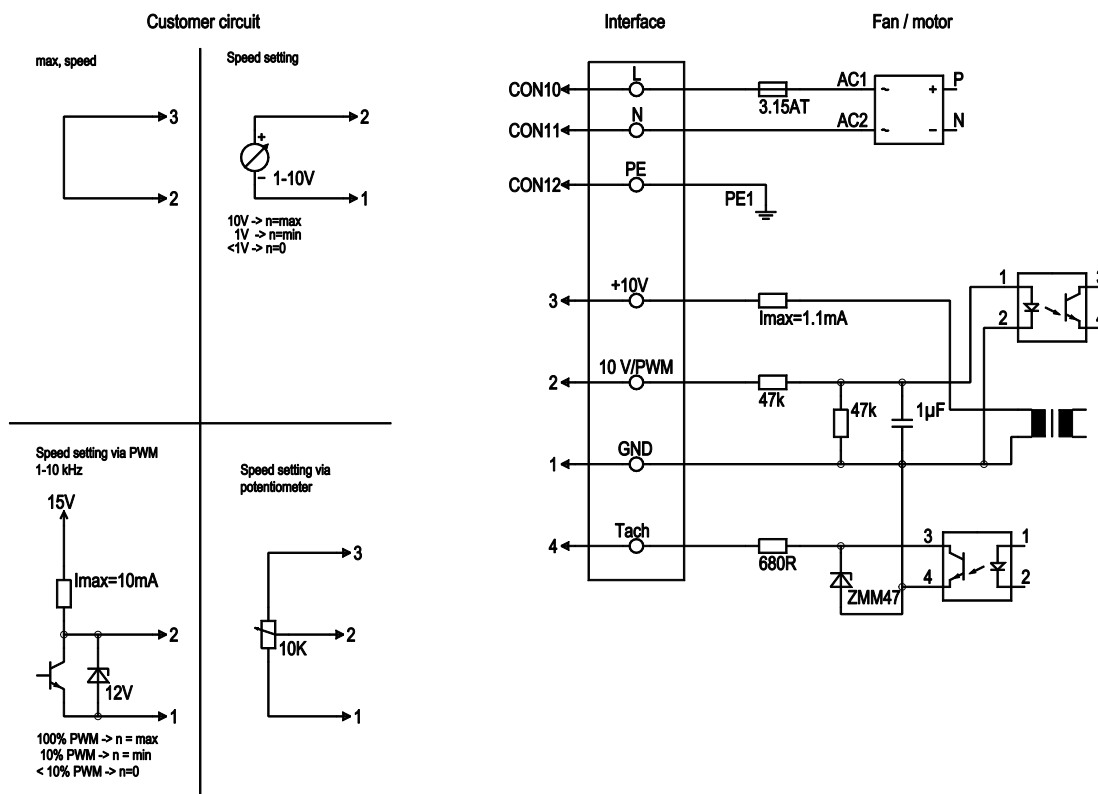 Customer circuit
Interface
Fan / motor
max, speed
3
2
Speed setting
2
+
1-10V
−
1
10V -> n=max
1V -> n=min
<1V -> n=0
Speed setting via PWM
1-10 kHz
15V
Imax=10mA
2
12V
1
100% PWM -> n = max
10% PWM -> n = min
< 10% PWM -> n=0
Speed setting via
potentiometer
3
2
10K
1
CON10
L
3.15AT
AC1
~
+
P
CON11
N
AC2
~
−
N
CON12
PE
PE1
3
+10V
Imax=1.1mA
1
2
3
4
2
10 V/PWM
47k
47k
1µF
1
GND
4
Tach
680R
ZMM47
3
4
1
2